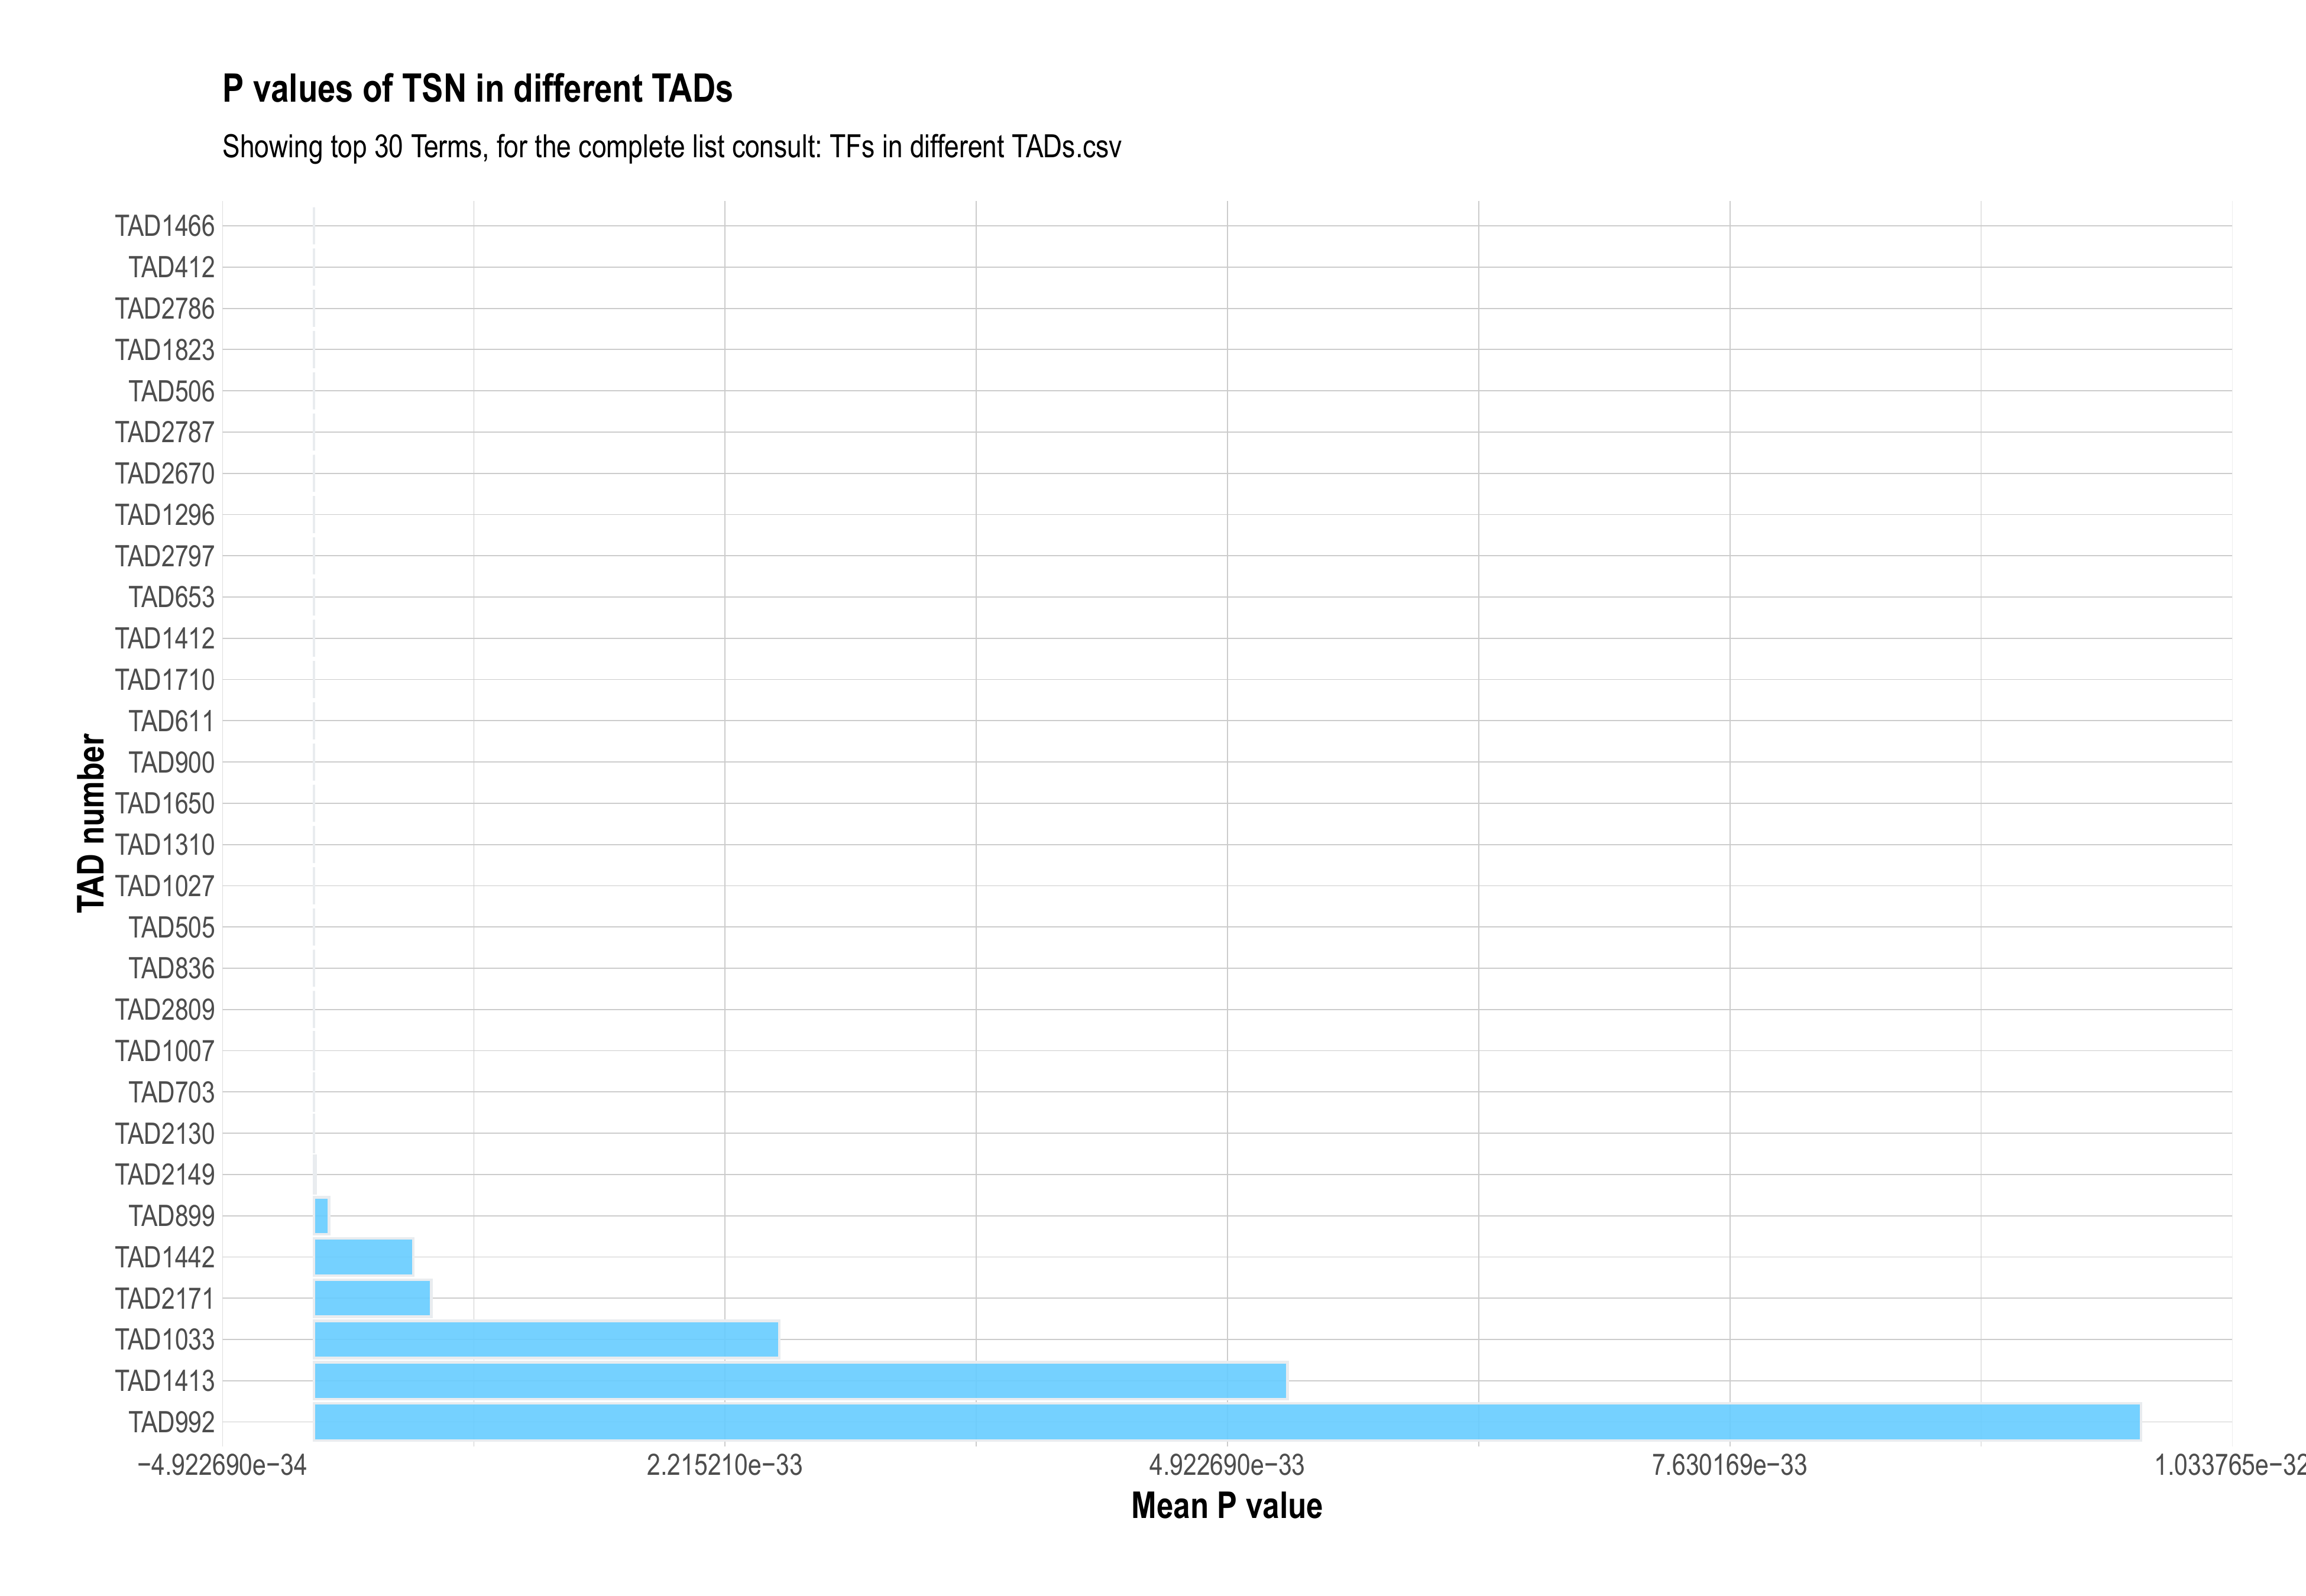 P values of TSN in different TADs
Showing top 30 Terms, for the complete list consult: TFs in different TADs.csv
TAD number
TAD1466
TAD412
TAD2786
TAD1823
TAD506
TAD2787
TAD2670
TAD1296
TAD2797
TAD653
TAD1412
TAD1710
TAD611
TAD900
TAD1650
TAD1310
TAD1027
TAD505
TAD836
TAD2809
TAD1007
TAD703
TAD2130
TAD2149
TAD899
TAD1442
TAD2171
TAD1033
TAD1413
TAD992
−4.922690e−34 2.215210e−33 4.922690e−33 7.630169e−33 1.033765e−32
Mean P value